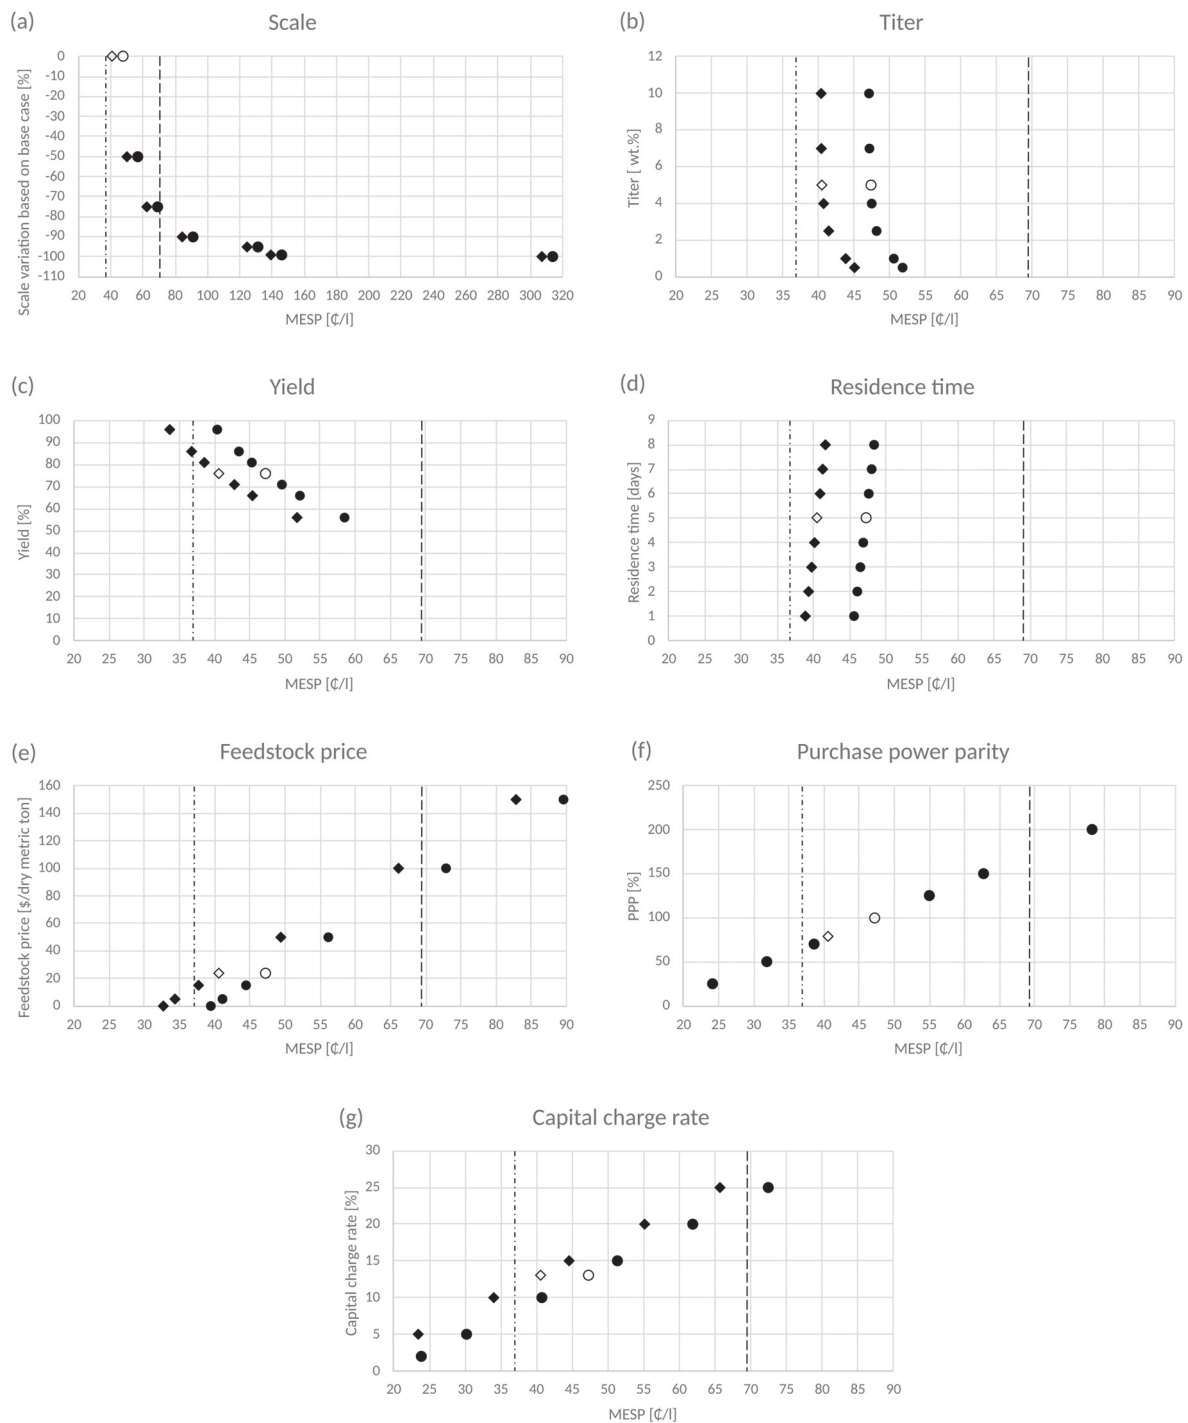 (a) Scale
Scale variation based on base case [%]
0
-10
-20
-30
-40
-50
-60
-70
-80
-90
-100
-110
20 40 60 80 100 120 140 160 180 200 220 240 260 280 300 320
MESP [₵/l]
(b) Titer
Titer [ wt.%]
12
10
8
6
4
2
0
20 25 30 35 40 45 50 55 60 65 70 75 80 85 90
MESP [₵/l]
(c) Yield
Yield [%]
100
90
80
70
60
50
40
30
20
10
0
20 25 30 35 40 45 50 55 60 65 70 75 80 85 90
MESP [₵/l]
(d) Residence time
Residence time [days]
9
8
7
6
5
4
3
2
1
0
20 25 30 35 40 45 50 55 60 65 70 75 80 85 90
MESP [₵/l]
(e) Feedstock price
Feedstock price [$/dry metric ton]
160
140
120
100
80
60
40
20
0
20 25 30 35 40 45 50 55 60 65 70 75 80 85 90
MESP [₵/l]
(f) Purchase power parity
PPP [%]
250
200
150
100
50
0
20 25 30 35 40 45 50 55 60 65 70 75 80 85 90
MESP [₵/l]
(g) Capital charge rate
Capital charge rate [%]
30
25
20
15
10
5
0
20 25 30 35 40 45 50 55 60 65 70 75 80 85 90
MESP [₵/l]